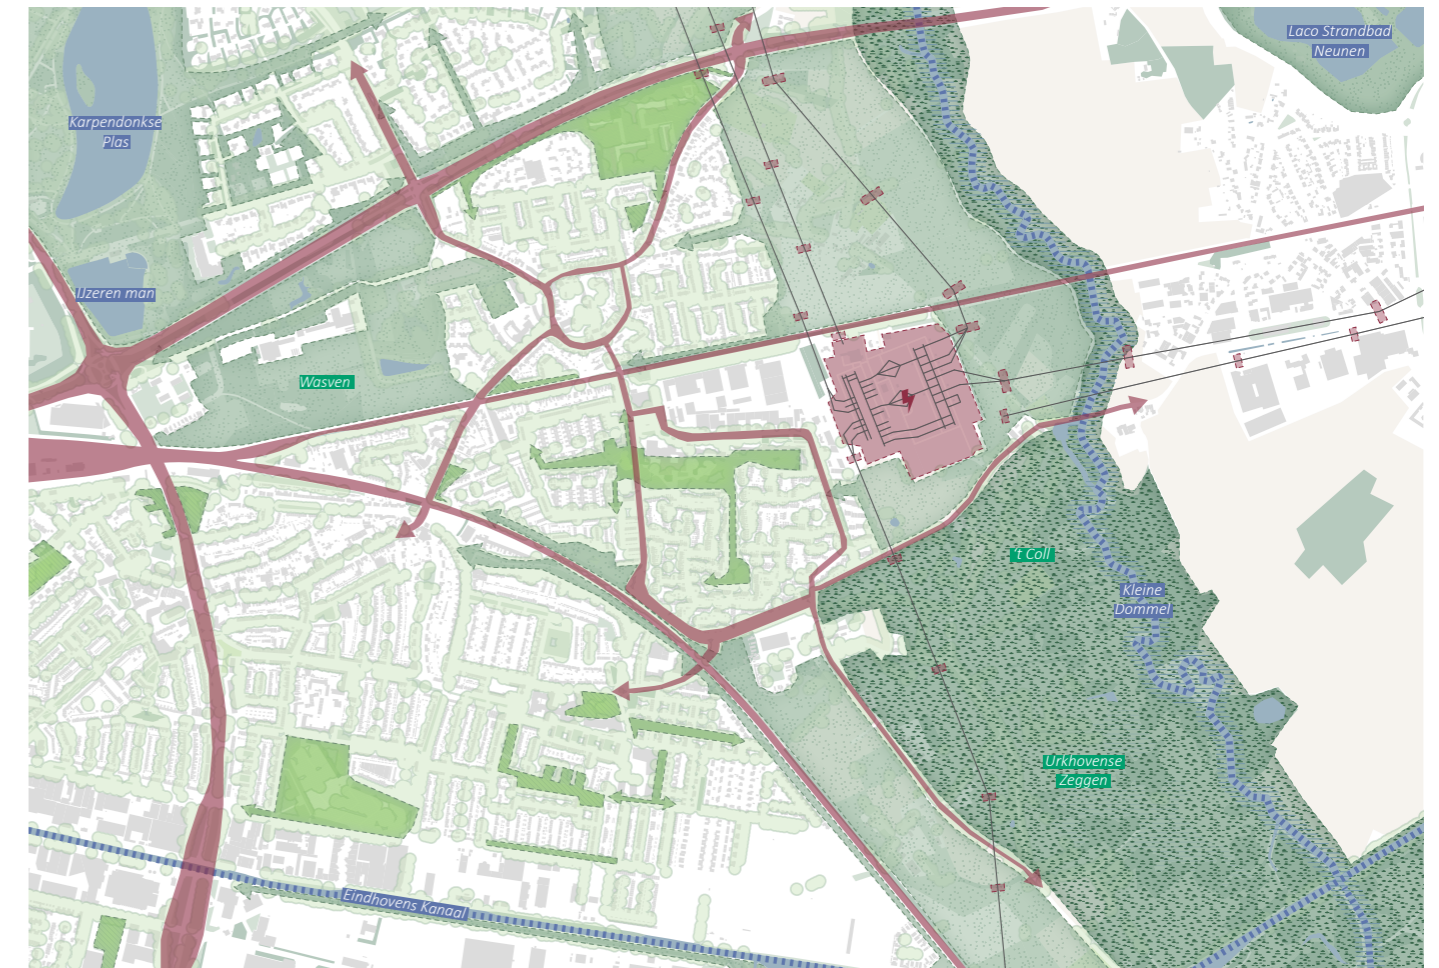 Laco Strandbad
Neunen
Karpendonkse
Plas
IJzeren man
Wasven
't Coll
Kleine
Dommel
Urkhovense
Zeggen
Eindhovens Kanaal